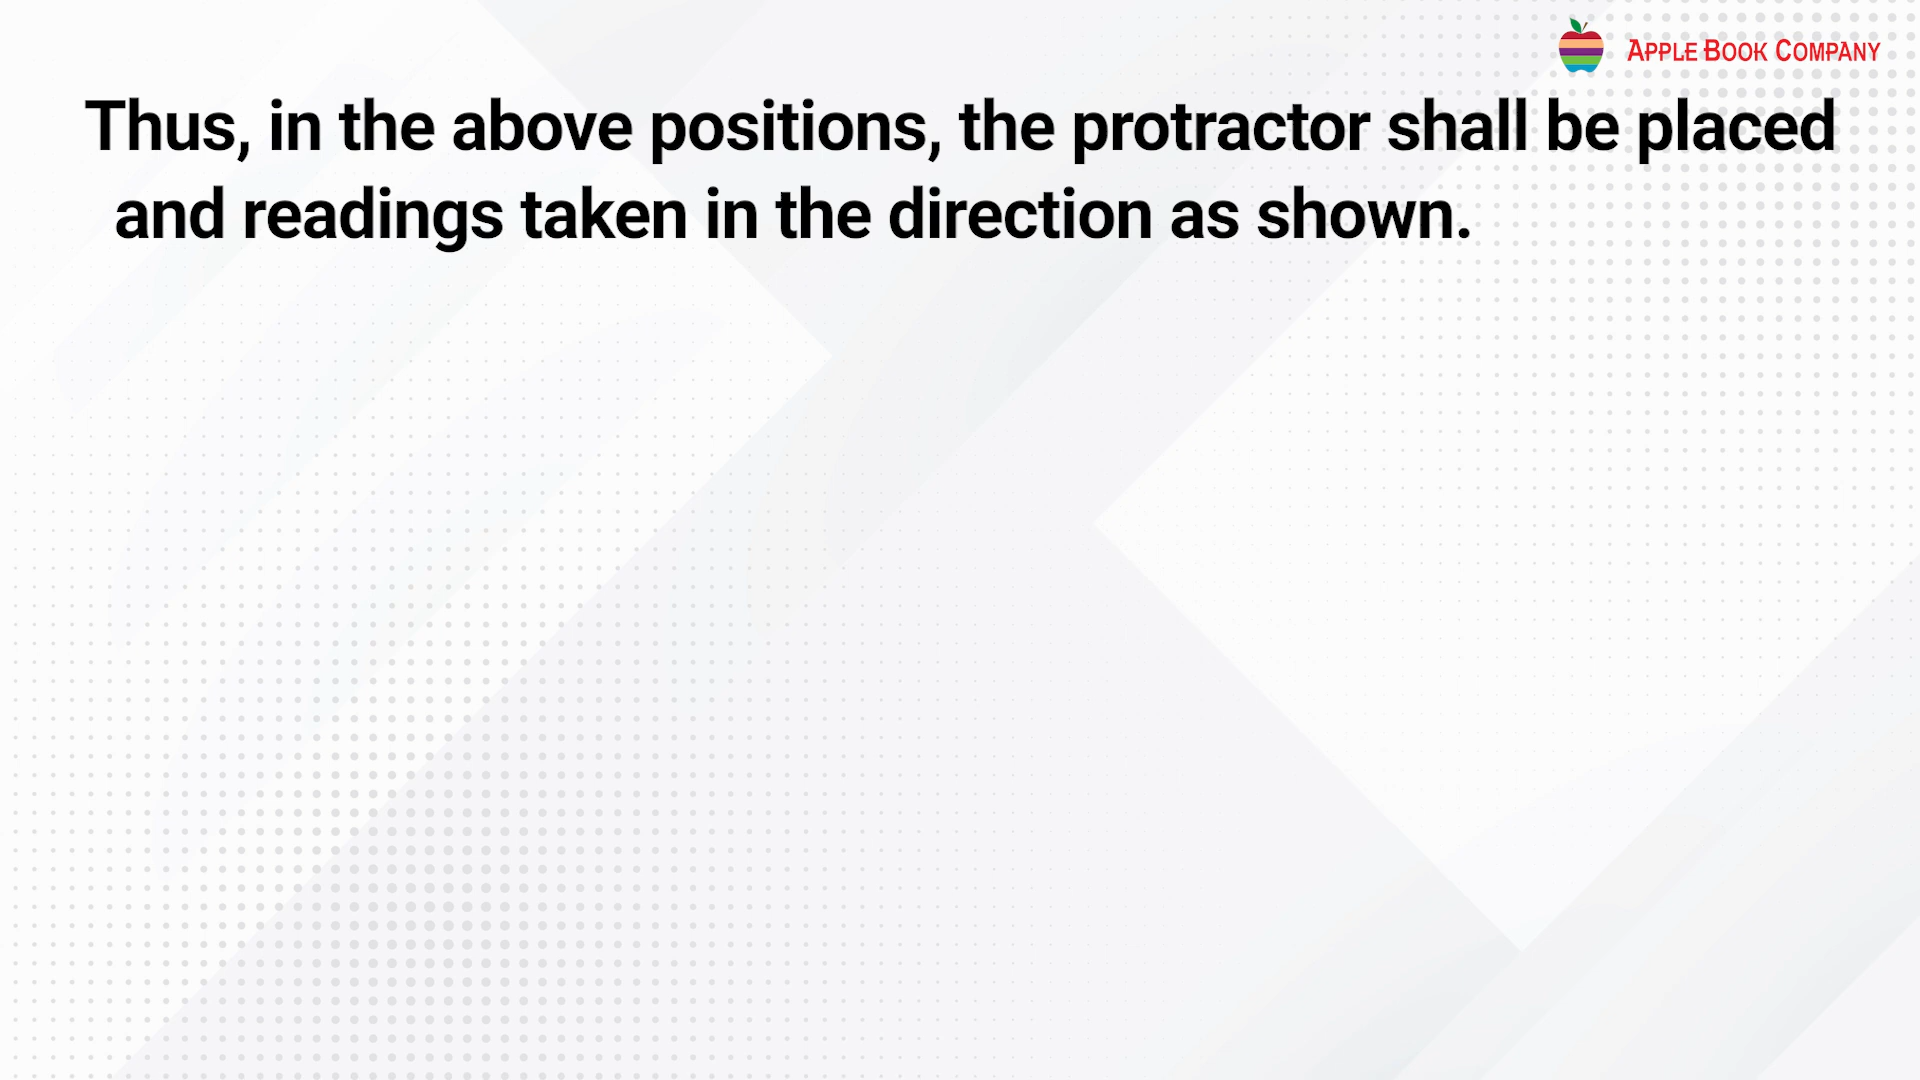 APPLE BOOK COMPANY
Thus, in the above positions, the protractor shall be placed
and readings taken in the direction as shown.